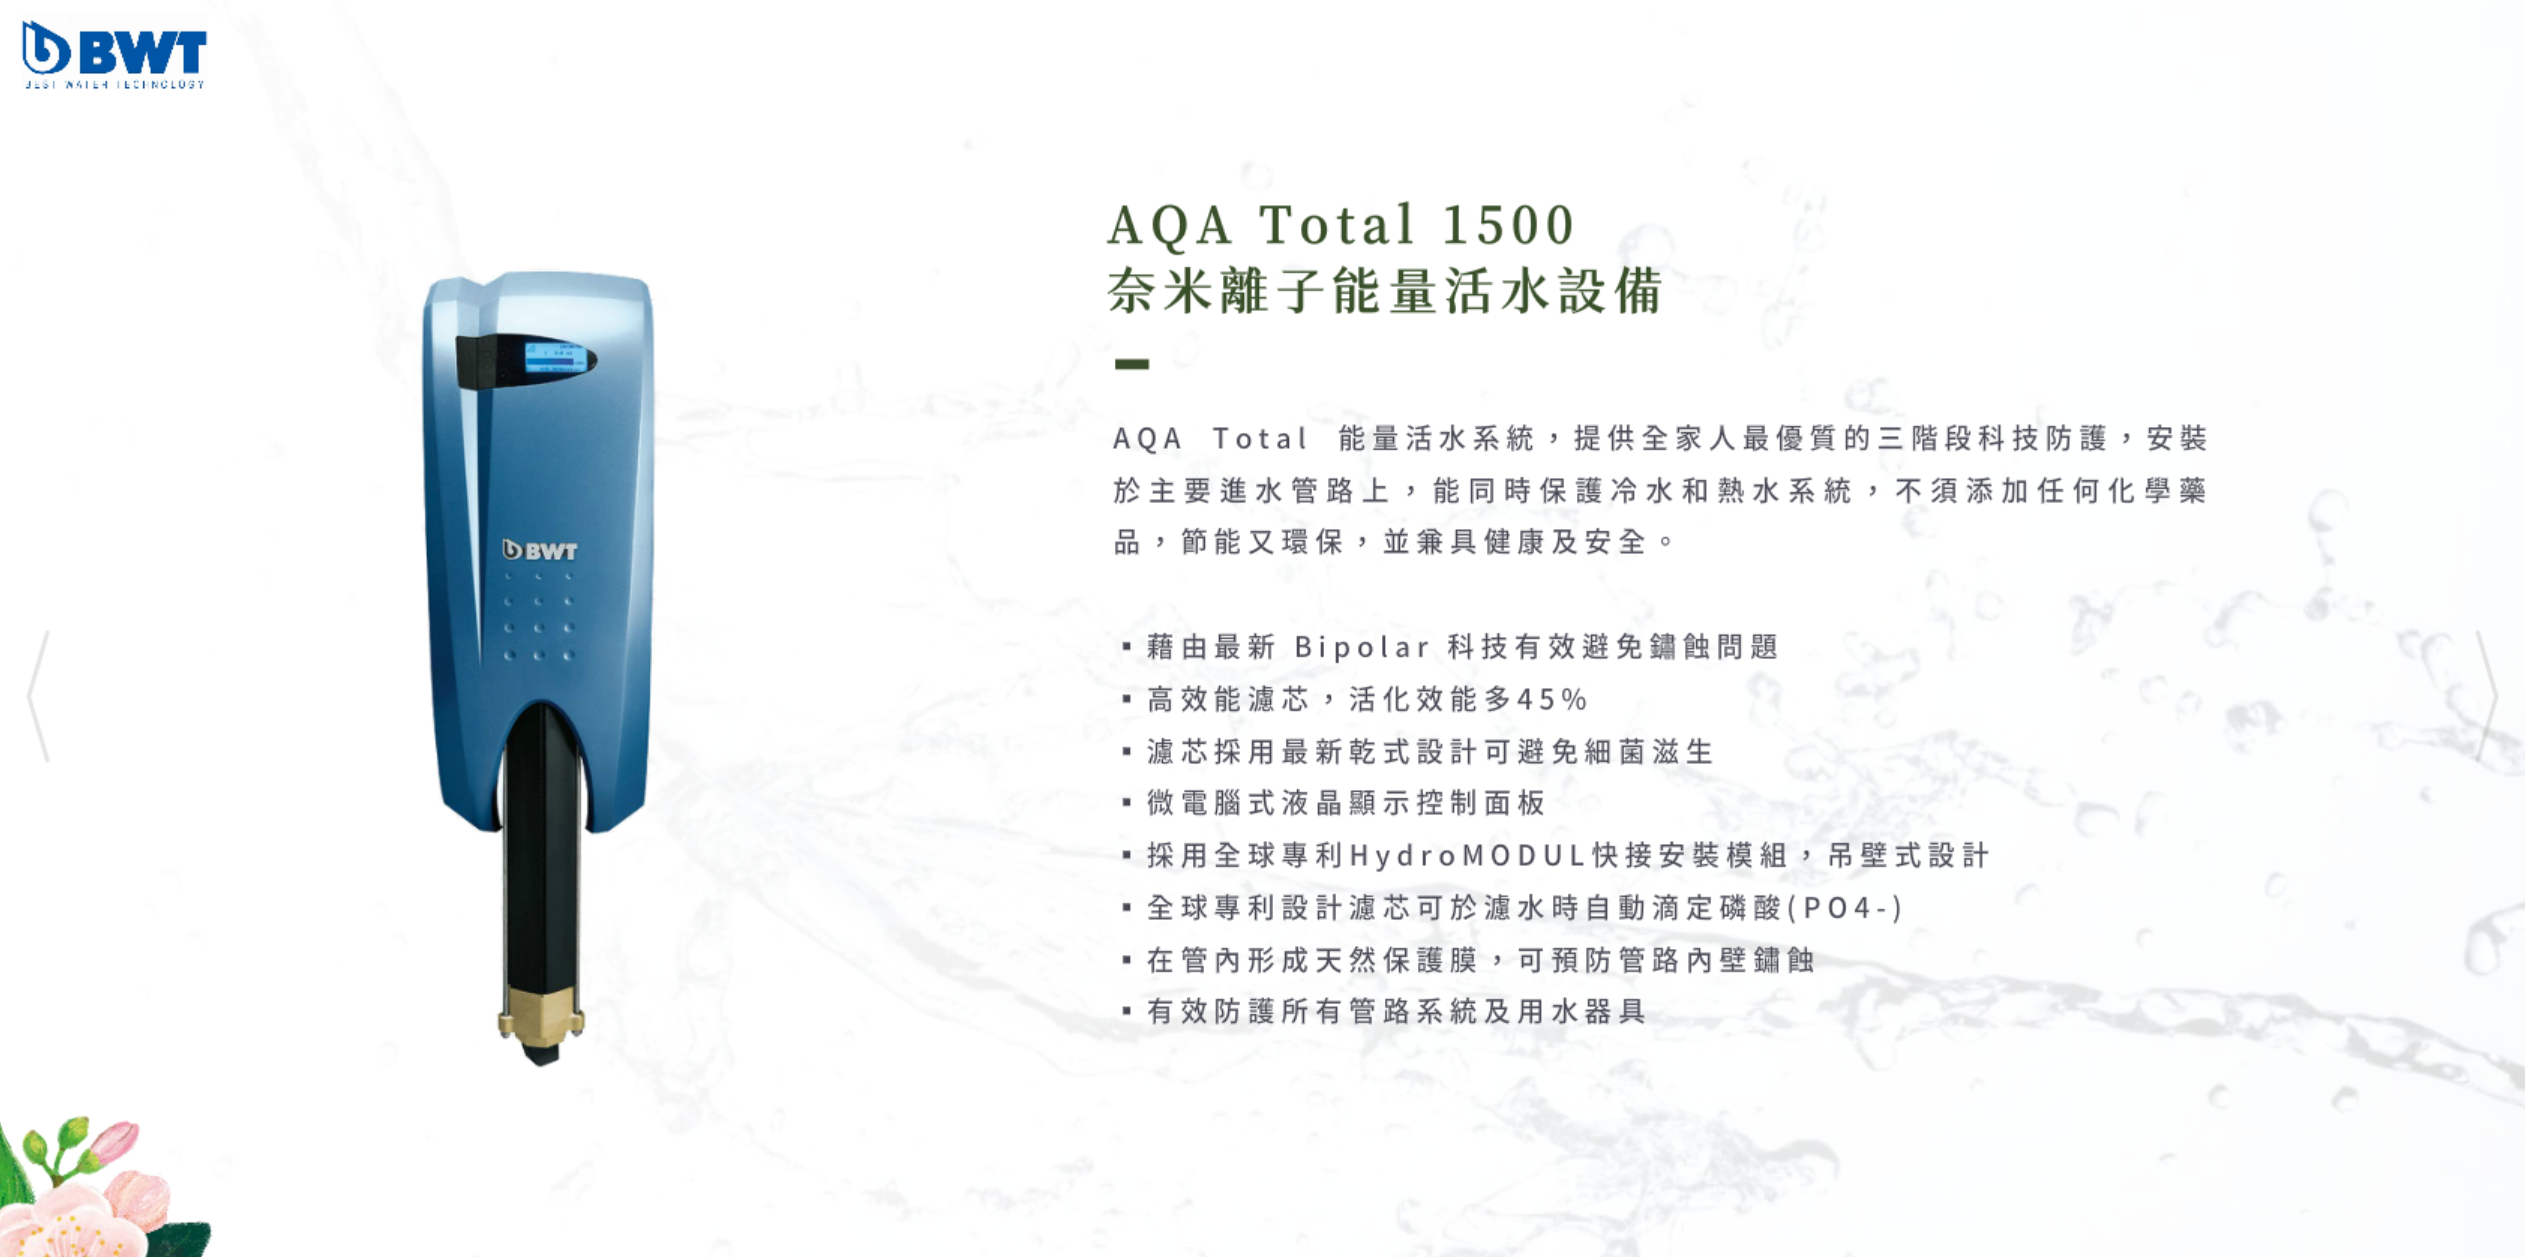 BWT
BEST WATER TECHNOLOGY
AQA Total 1500
奈米離子能量活水設備
AQA Total 能量活水系統，提供全家人最優質的三階段科技防護，安裝
於主要進水管路上，能同時保護冷水和熱水系統，不須添加任何化學藥
品，節能又環保，並兼具健康及安全。
▪ 藉由最新 Bipolar 科技有效避免鏽蝕問題
▪ 高效能濾芯，活化效能多45%
▪ 濾芯採用最新乾式設計可避免細菌滋生
▪ 微電腦式液晶顯示控制面板
▪ 採用全球專利HydroMODUL快接安裝模組，吊壁式設計
▪ 全球專利設計濾芯可於濾水時自動滴定磷酸(PO4-)
▪ 在管內形成天然保護膜，可預防管路內壁鏽蝕
▪ 有效防護所有管路系統及用水器具
BWT